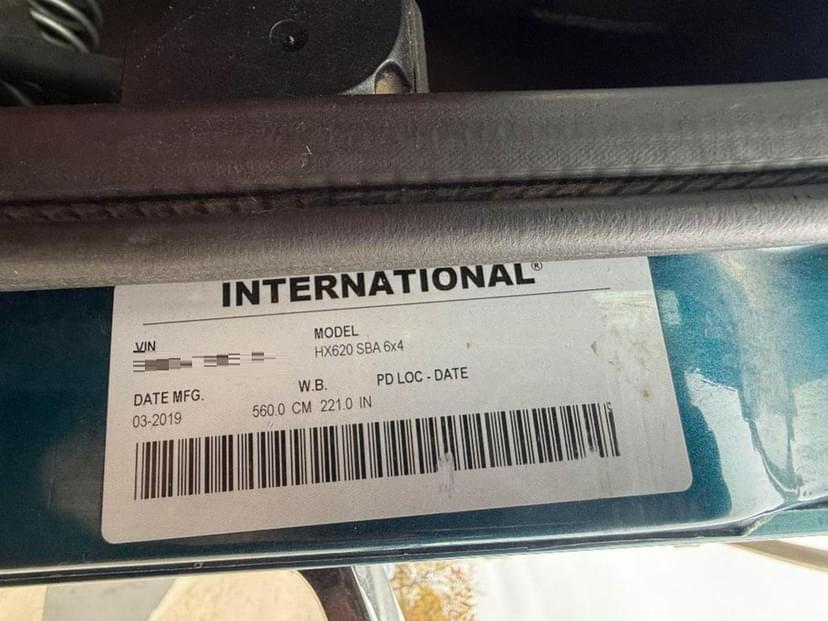 INTERNATIONAL®
VIN
MODEL
HX620 SBA 6x4
DATE MFG.
W.B.
PD LOC - DATE
03-2019
560.0 CM 221.0 IN